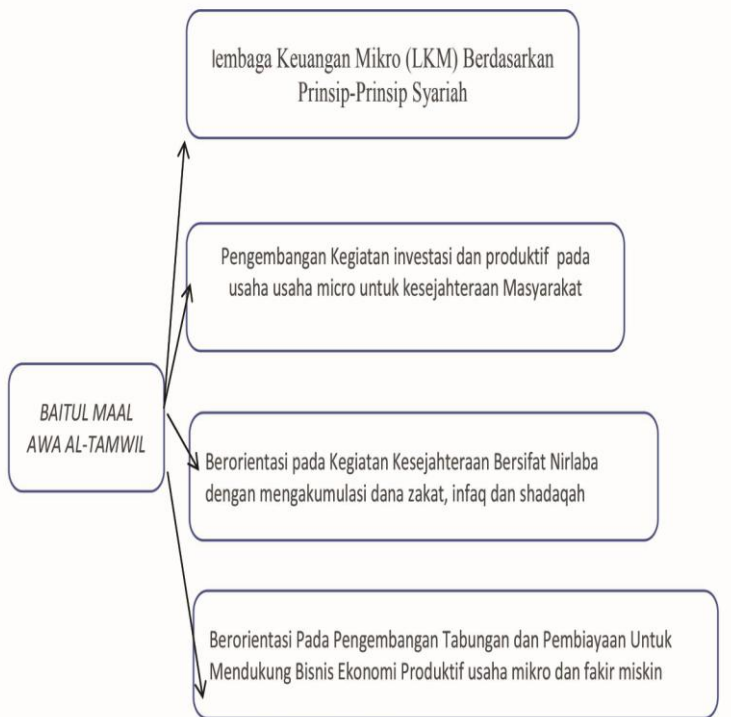 lembaga Keuangan Mikro (LKM) Berdasarkan
Prinsip-Prinsip Syariah
Pengembangan Kegiatan investasi dan produktif pada
usaha usaha micro untuk kesejahteraan Masyarakat
BAITUL MAAL
AWA AL-TAMWIL
Berorientasi pada Kegiatan Kesejahteraan Bersifat Nirlaba
dengan mengakumulasi dana zakat, infaq dan shadaqah
Berorientasi Pada Pengembangan Tabungan dan Pembiayaan Untuk
Mendukung Bisnis Ekonomi Produktif usaha mikro dan fakir miskin